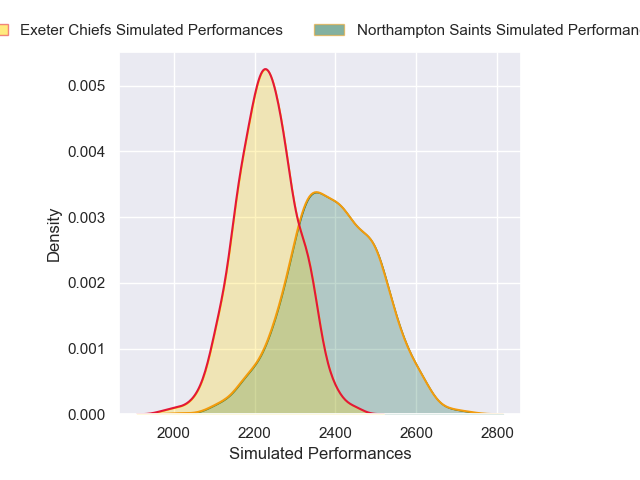 Exeter Chiefs Simulated Performances
Northampton Saints Simulated
0.005
0.004
0.003
0.002
0.001
0.000
Density
2000
2200
2400
2600
2800
Simulated Performances